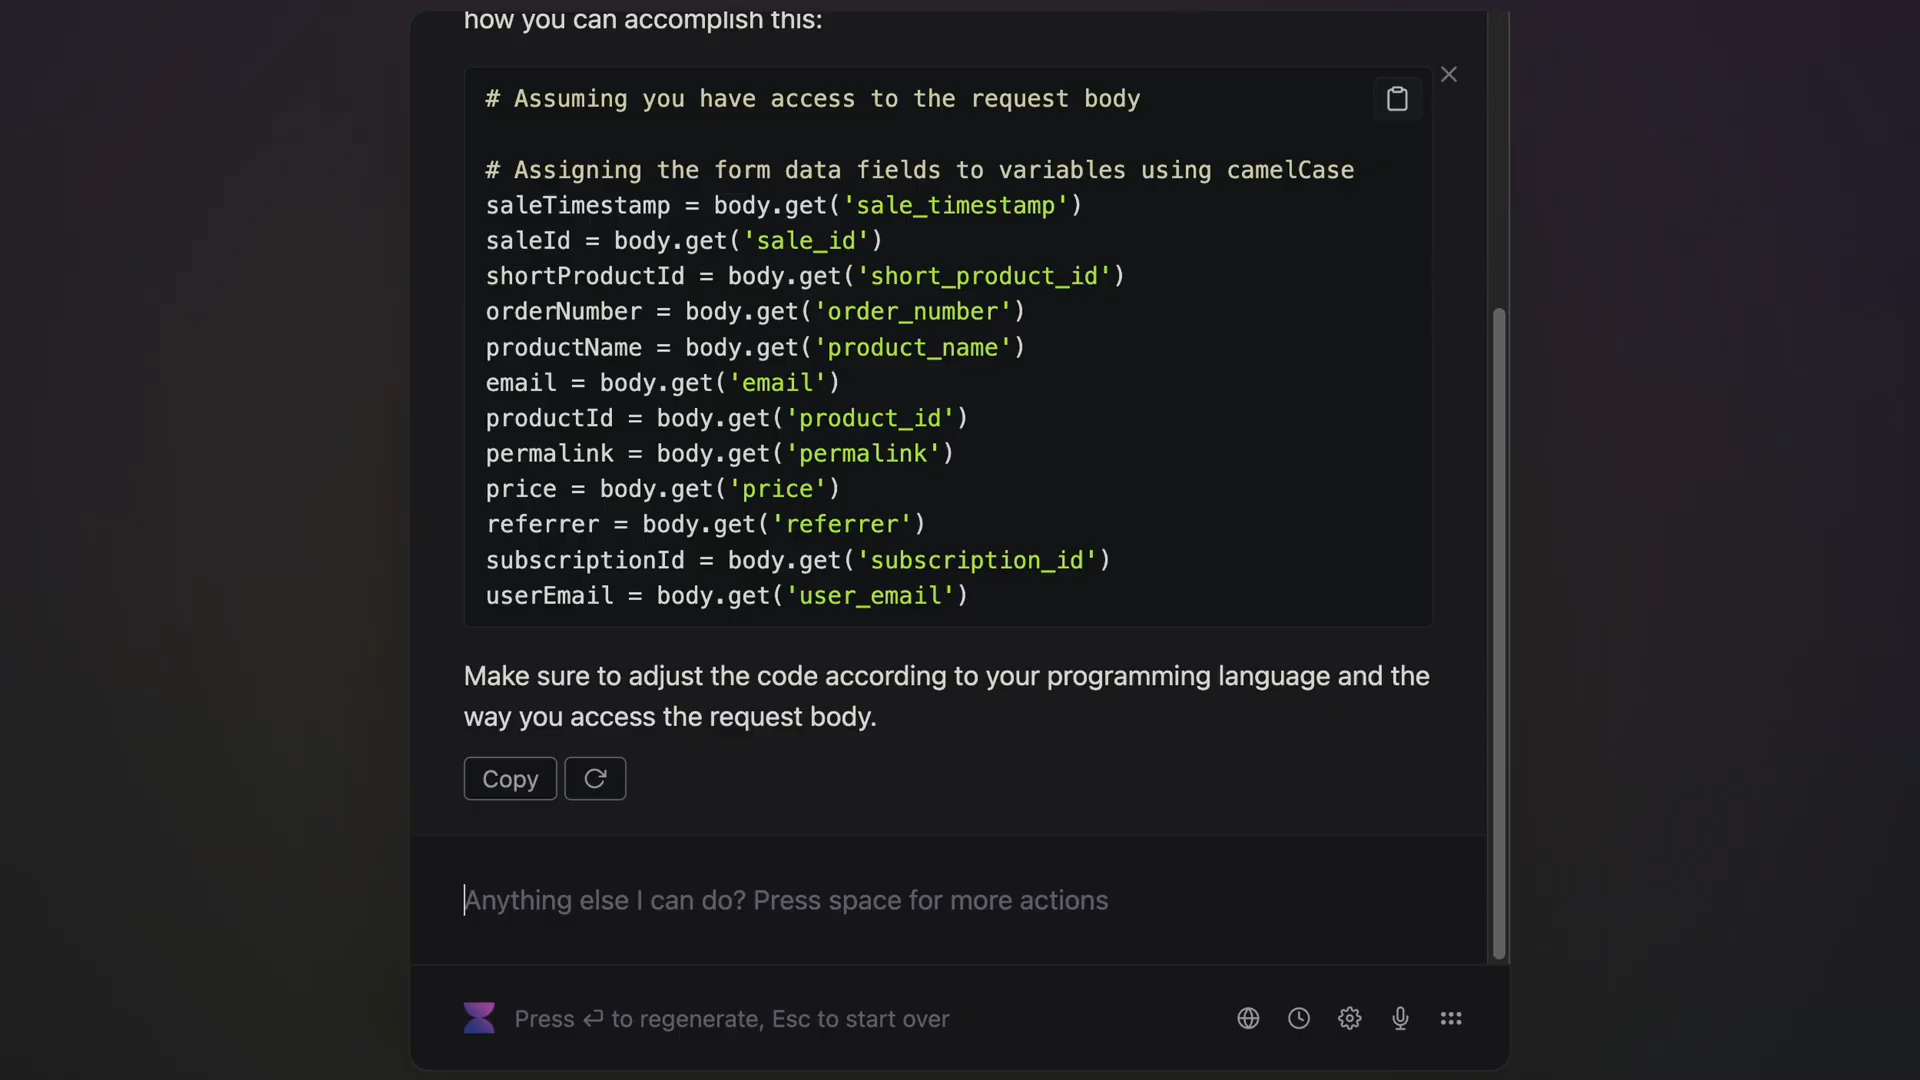 how you can accomplish this:
# Assuming you have access to the request body
# Assigning the form data fields to variables using camelCase
saleTimestamp = body.get('sale_timestamp')
saleId = body.get('sale_id')
shortProductId = body.get('short_product_id')
orderNumber = body.get('order_number')
productName = body.get('product_name')
email = body.get('email')
productId = body.get('product_id')
permalink = body.get('permalink')
price = body.get('price')
referrer = body.get('referrer')
subscriptionId = body.get('subscription_id')
userEmail = body.get('user_email')
Make sure to adjust the code according to your programming language and the
way you access the request body.
Copy
Anything else I can do? Press space for more actions
Press ↩ to regenerate, Esc to start over